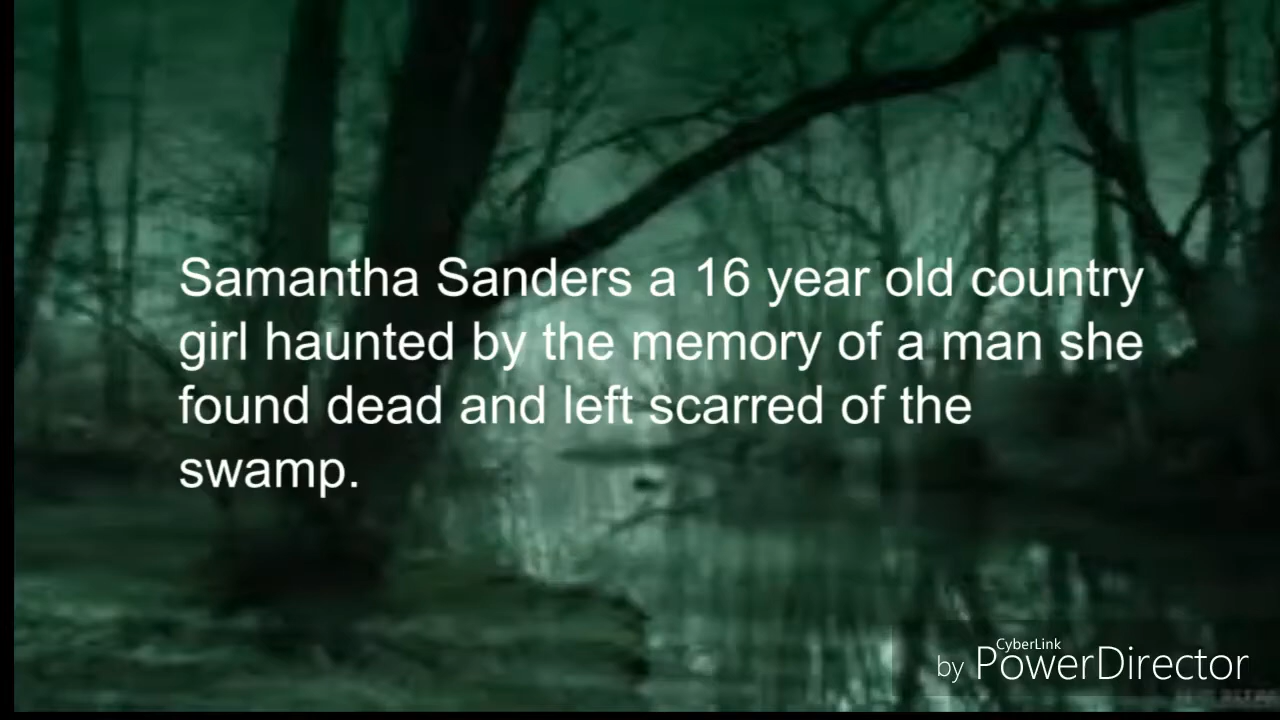 Samantha Sanders a 16 year old country
girl haunted by the memory of a man she
found dead and left scarred of the
swamp.
CyberLink
by PowerDirector